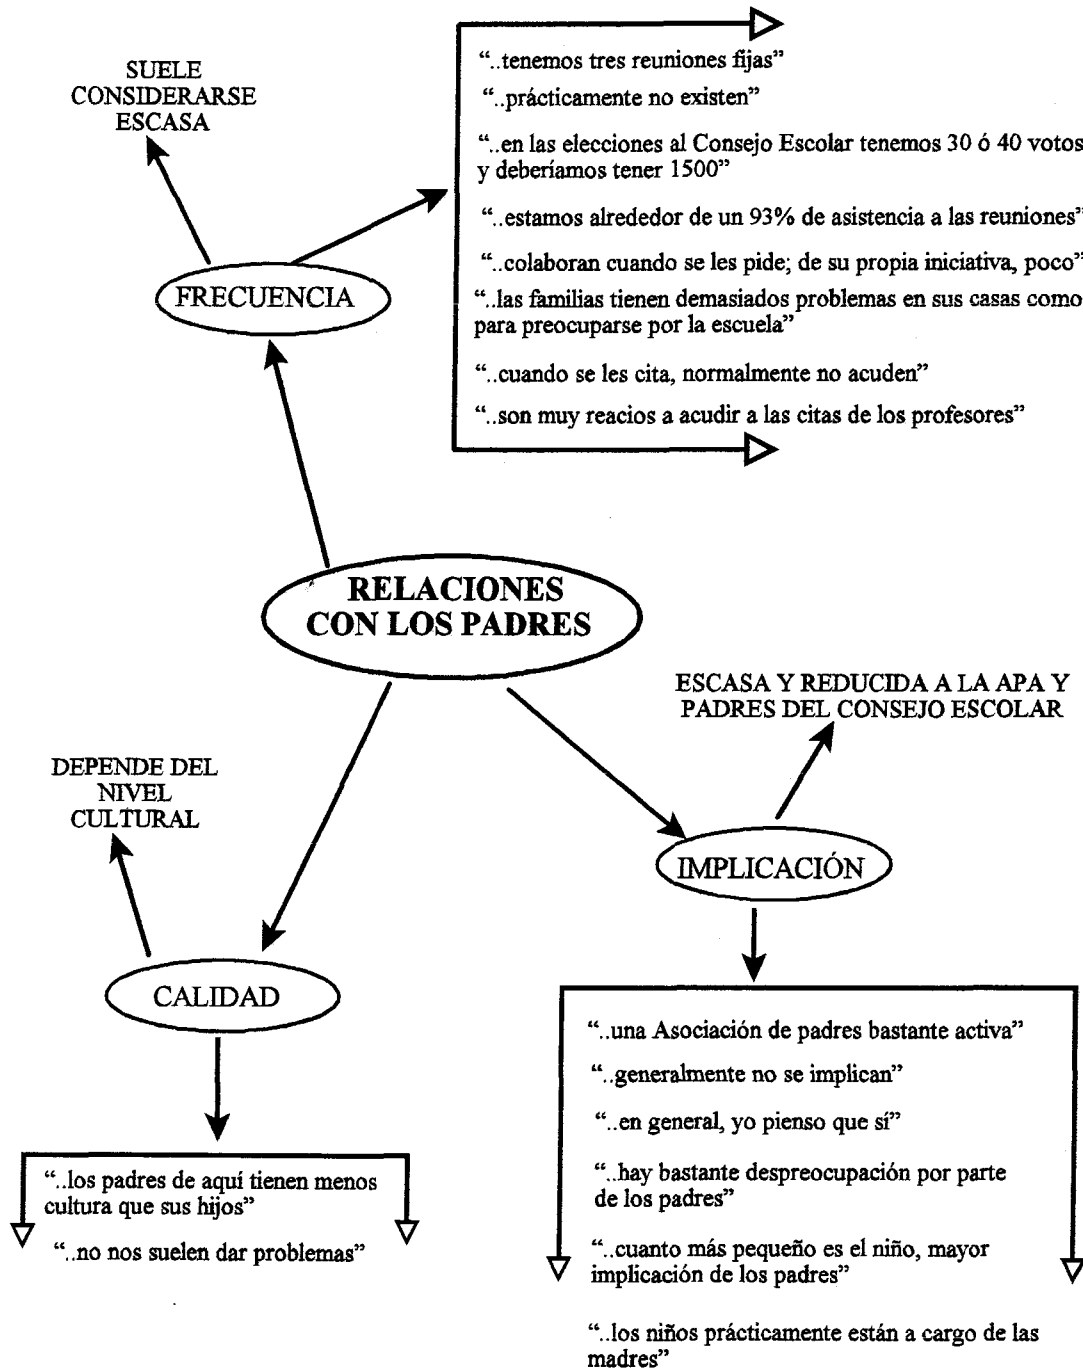 SUELE
CONSIDERARSE
ESCASA
“..tenemos tres reuniones fijas”
“..prácticamente no existen”
“..en las elecciones al Consejo Escolar tenemos 30 ó 40 votos
y deberíamos tener 1500”
“..estamos alrededor de un 93% de asistencia a las reuniones”
“..colaboran cuando se les pide; de su propia iniciativa, poco”
“..las familias tienen demasiados problemas en sus casas como
para preocuparse por la escuela”
“..cuando se les cita, normalmente no acuden”
“..son muy reacios a acudir a las citas de los profesores”
FRECUENCIA
RELACIONES
CON LOS PADRES
ESCASA Y REDUCIDA A LA APA Y
PADRES DEL CONSEJO ESCOLAR
DEPENDE DEL
NIVEL
CULTURAL
IMPLICACIÓN
CALIDAD
“..los padres de aquí tienen menos
cultura que sus hijos”
“..no nos suelen dar problemas”
“..una Asociación de padres bastante activa”
“..generalmente no se implican”
“..en general, yo pienso que sí”
“..hay bastante despreocupación por parte
de los padres”
“..cuanto más pequeño es el niño, mayor
implicación de los padres”
“..los niños prácticamente están a cargo de las
madres”